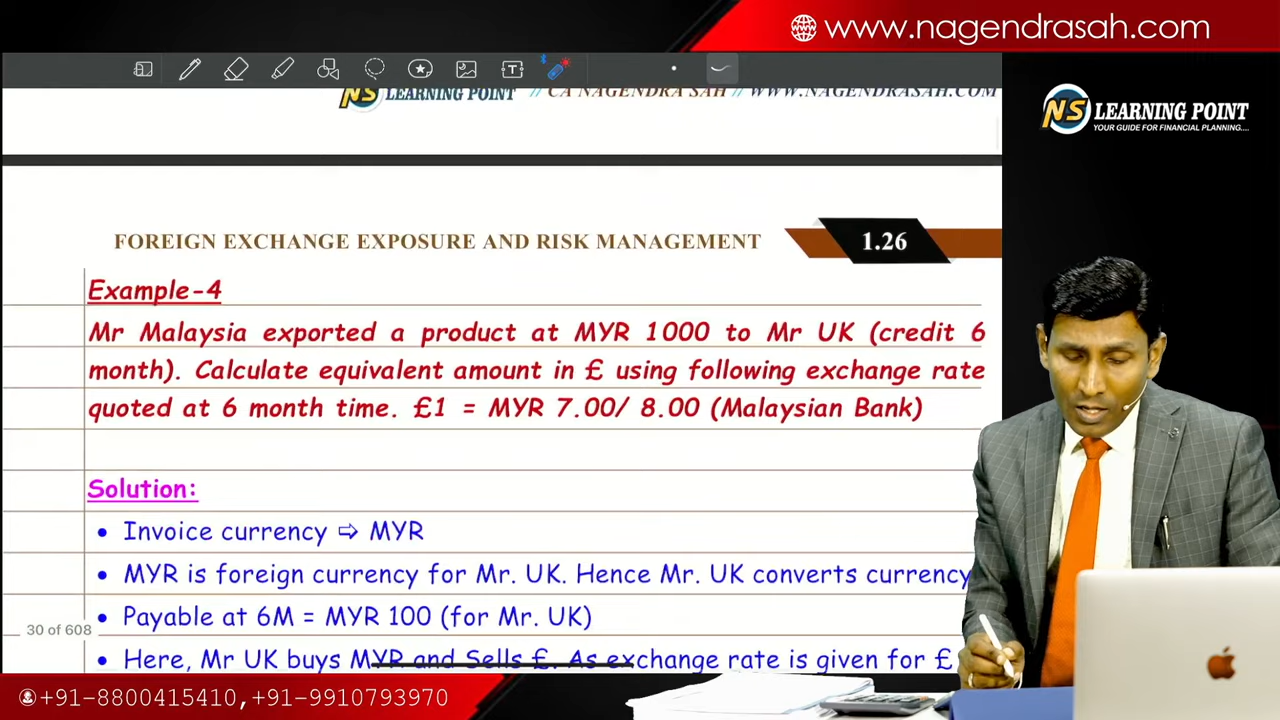 www.nagendrasah.com
NS LEARNING POINT // CA NAGENDRA SAH // WWW.NAGENDRASAH.COM
NS LEARNING POINT
YOUR GUIDE FOR FINANCIAL PLANNING....
FOREIGN EXCHANGE EXPOSURE AND RISK MANAGEMENT 1.26
Example-4
Mr Malaysia exported a product at MYR 1000 to Mr UK (credit 6
month). Calculate equivalent amount in £ using following exchange rate
quoted at 6 month time. £1 = MYR 7.00/ 8.00 (Malaysian Bank)
Solution:
• Invoice currency ⇨ MYR
• MYR is foreign currency for Mr. UK. Hence Mr. UK converts currency
• Payable at 6M = MYR 100 (for Mr. UK)
30 of 608
• Here, Mr UK buys MYR and Sells £. As exchange rate is given for £
+91-8800415410,+91-9910793970